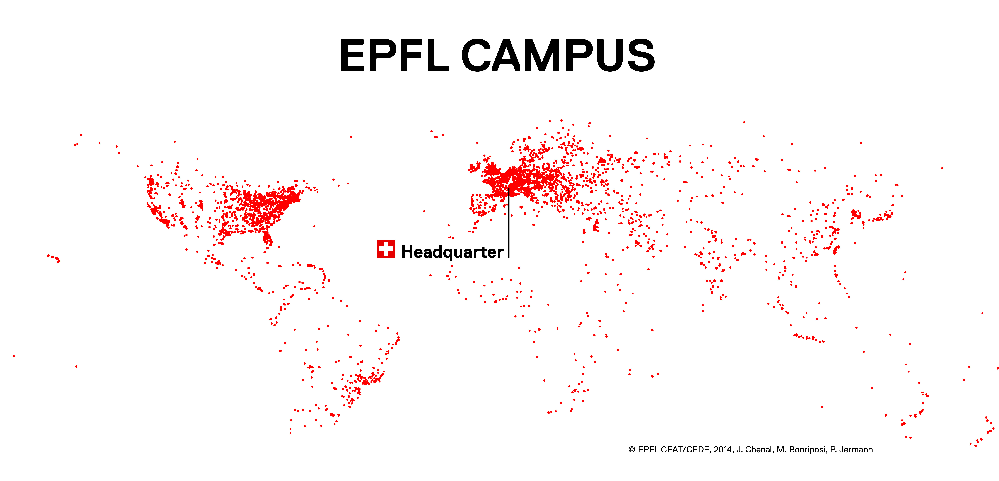 EPFL CAMPUS
Headquarter
© EPFL CEAT/CEDE, 2014, J. Chenal, M. Bonriposi, P. Jermann